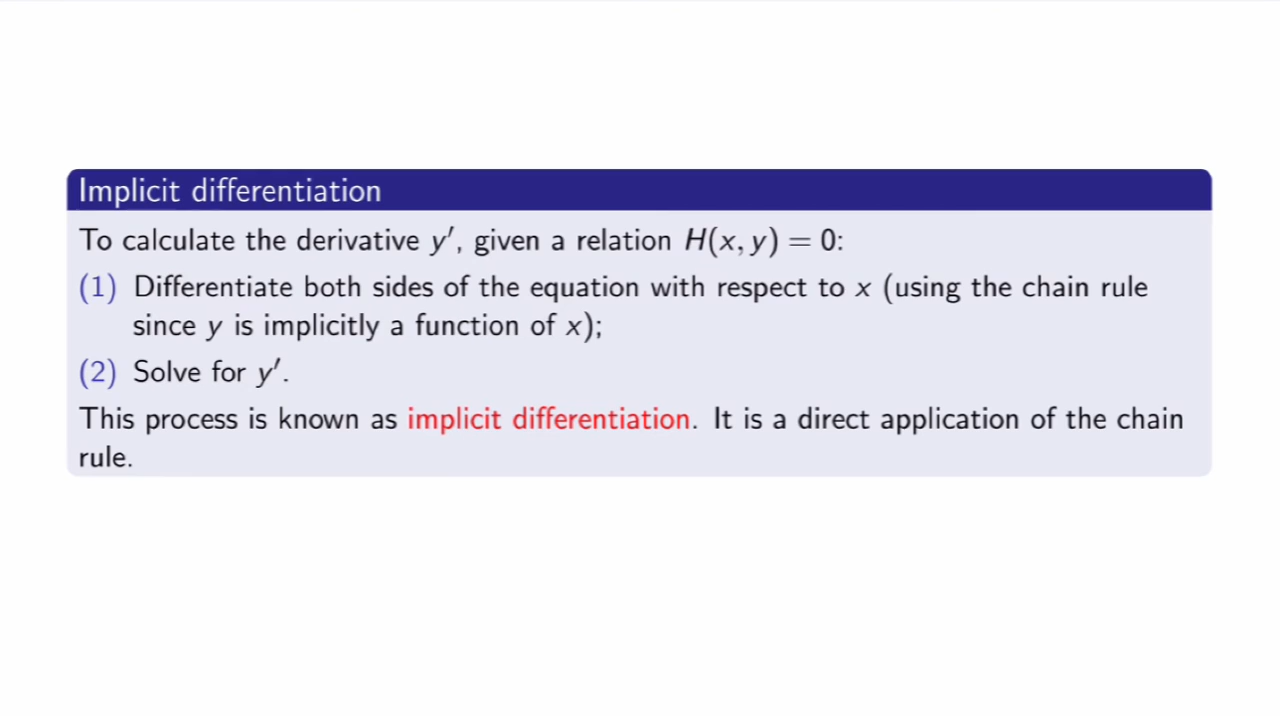 Implicit differentiation
To calculate the derivative y′, given a relation H(x, y) = 0:
(1) Differentiate both sides of the equation with respect to x (using the chain rule
since y is implicitly a function of x);
(2) Solve for y′.
This process is known as implicit differentiation. It is a direct application of the chain
rule.